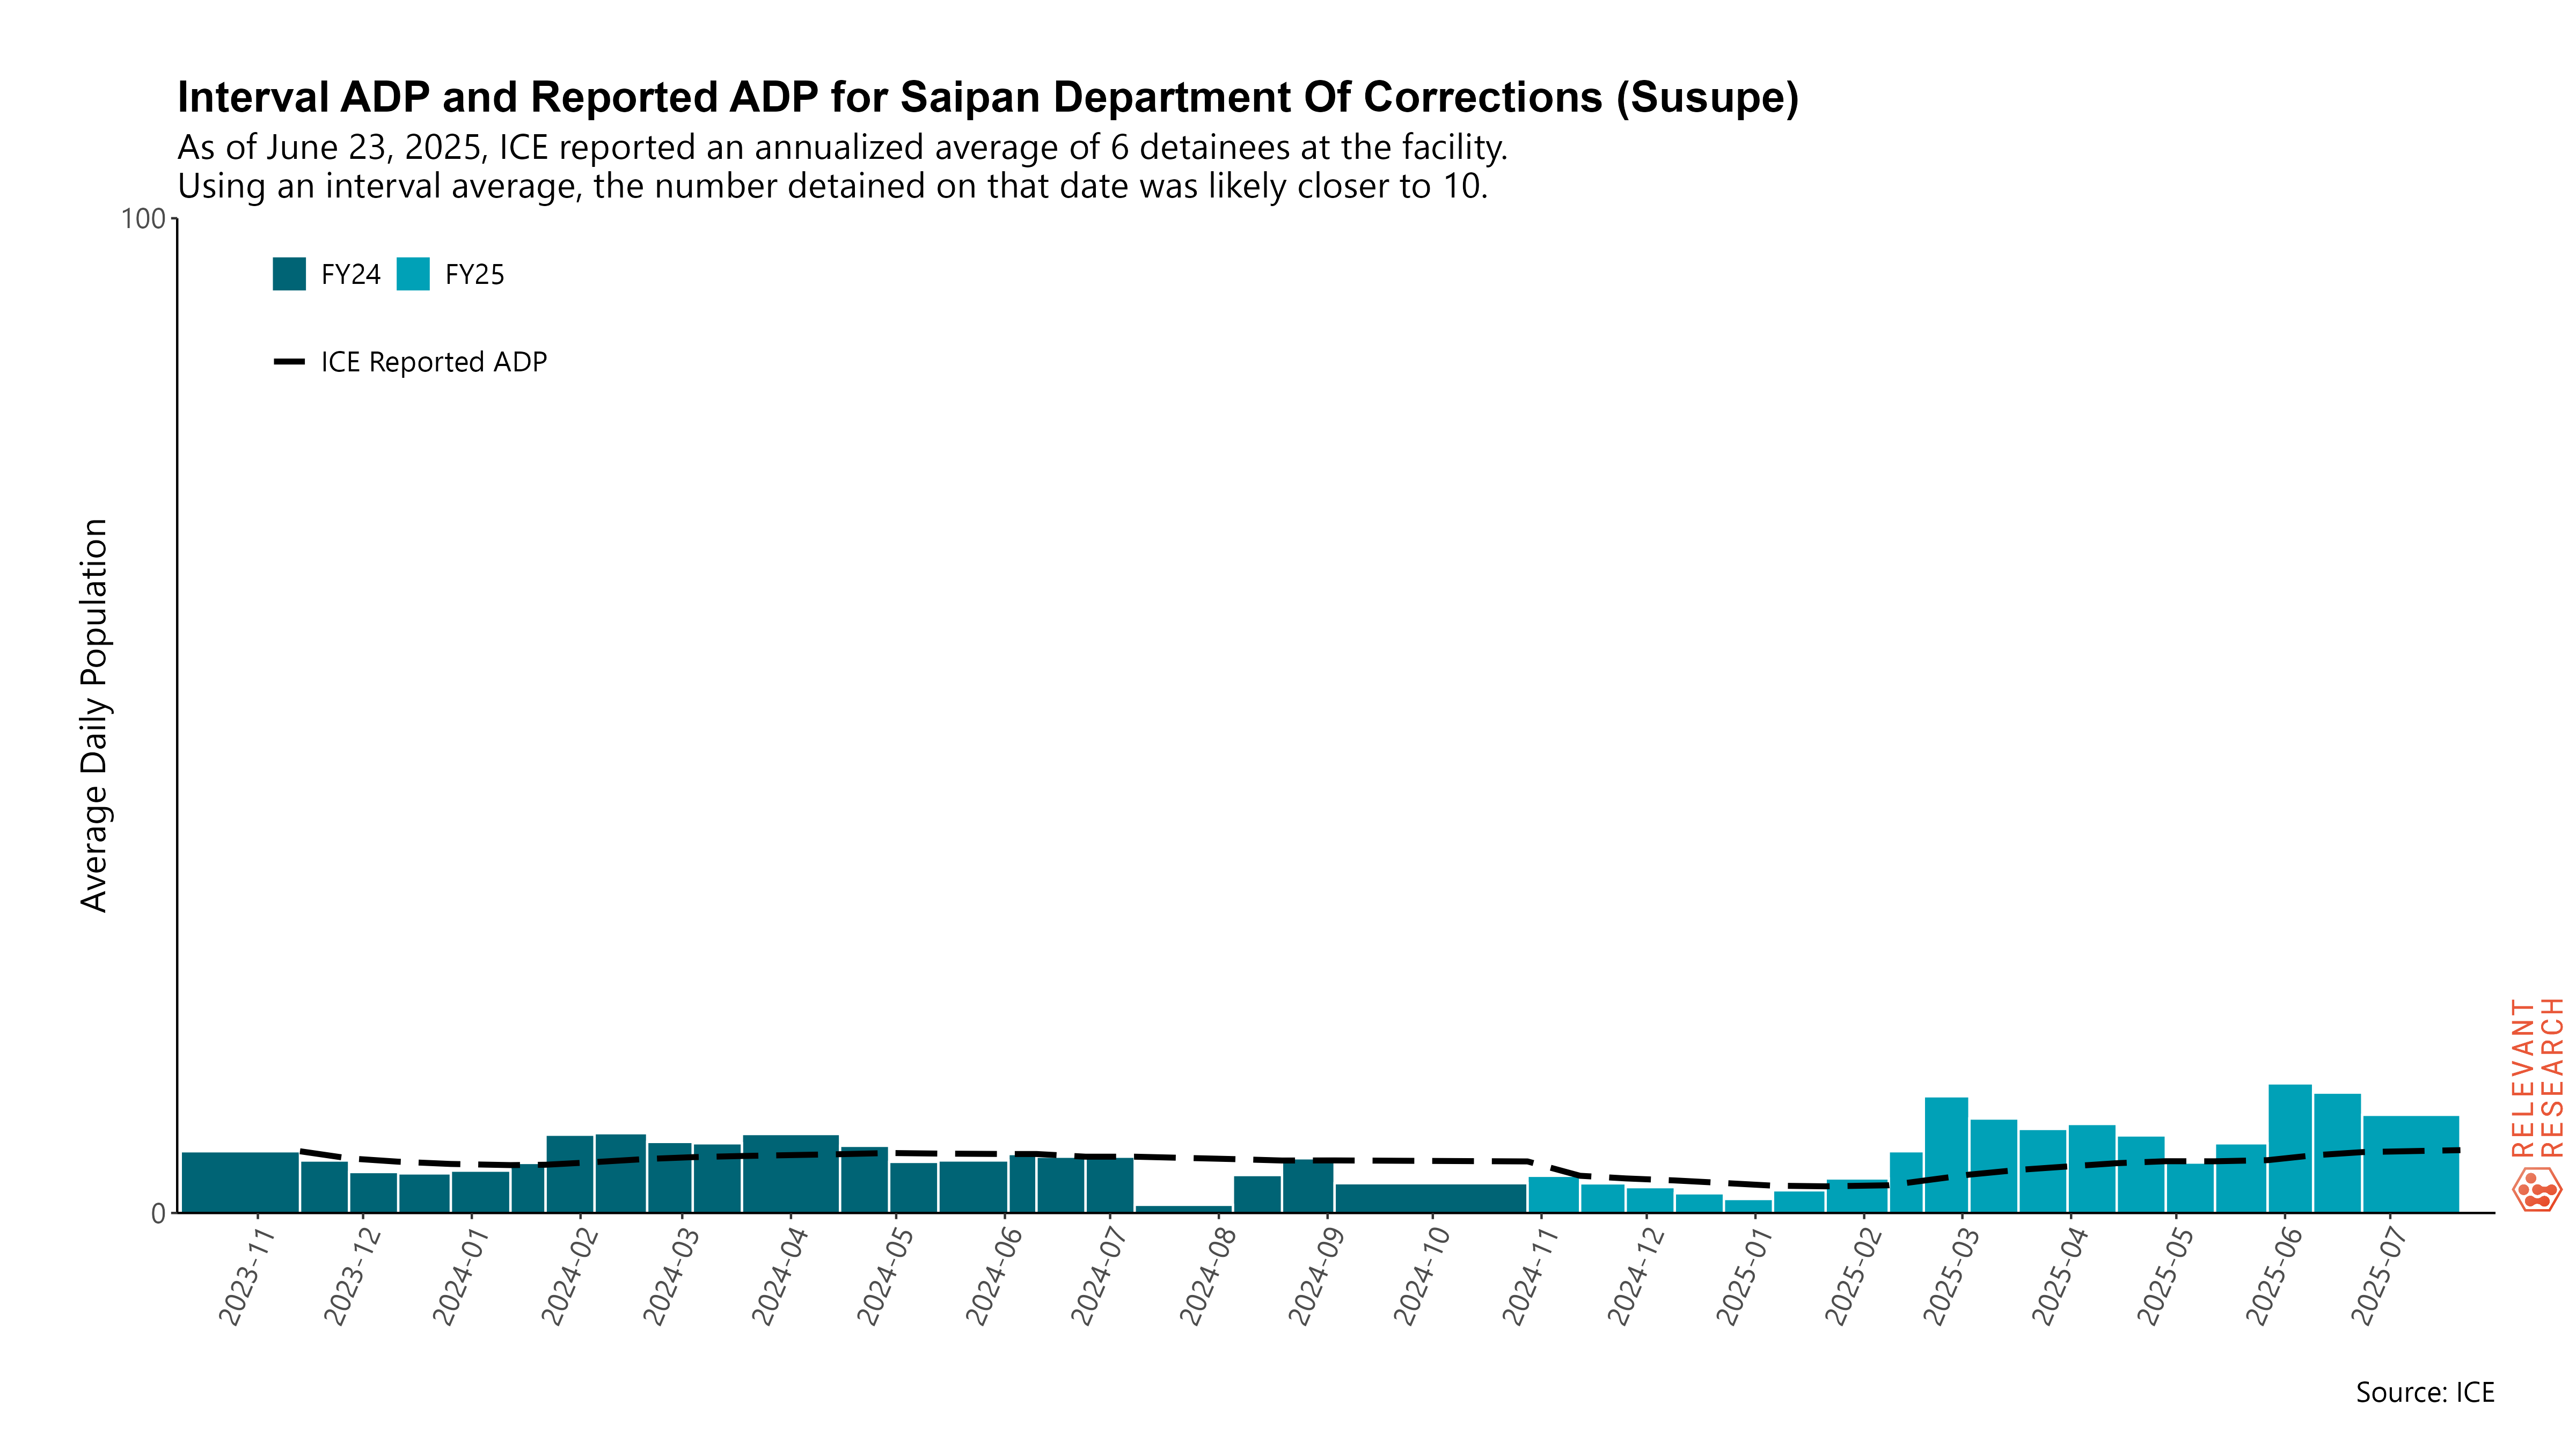 Interval ADP and Reported ADP for Saipan Department Of Corrections (Susupe)
As of June 23, 2025, ICE reported an annualized average of 6 detainees at the facility.
Using an interval average, the number detained on that date was likely closer to 10.
100
FY24 FY25
ICE Reported ADP
Average Daily Population
0
2023-11
2023-12
2024-01
2024-02
2024-03
2024-04
2024-05
2024-06
2024-07
2024-08
2024-09
2024-10
2024-11
2024-12
2025-01
2025-02
2025-03
2025-04
2025-05
2025-06
2025-07
RELEVANT
RESEARCH
Source: ICE